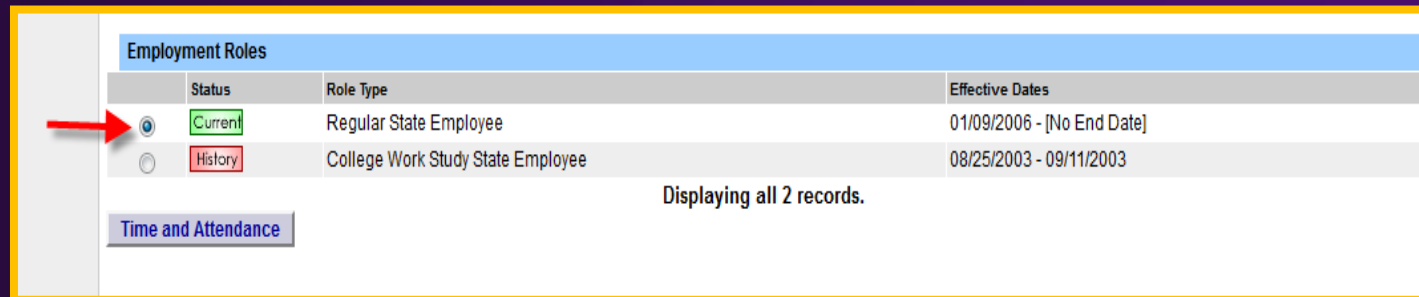 Employment Roles
Status Role Type Effective Dates
Current Regular State Employee 01/09/2006 - [No End Date]
History College Work Study State Employee 08/25/2003 - 09/11/2003
Displaying all 2 records.
Time and Attendance